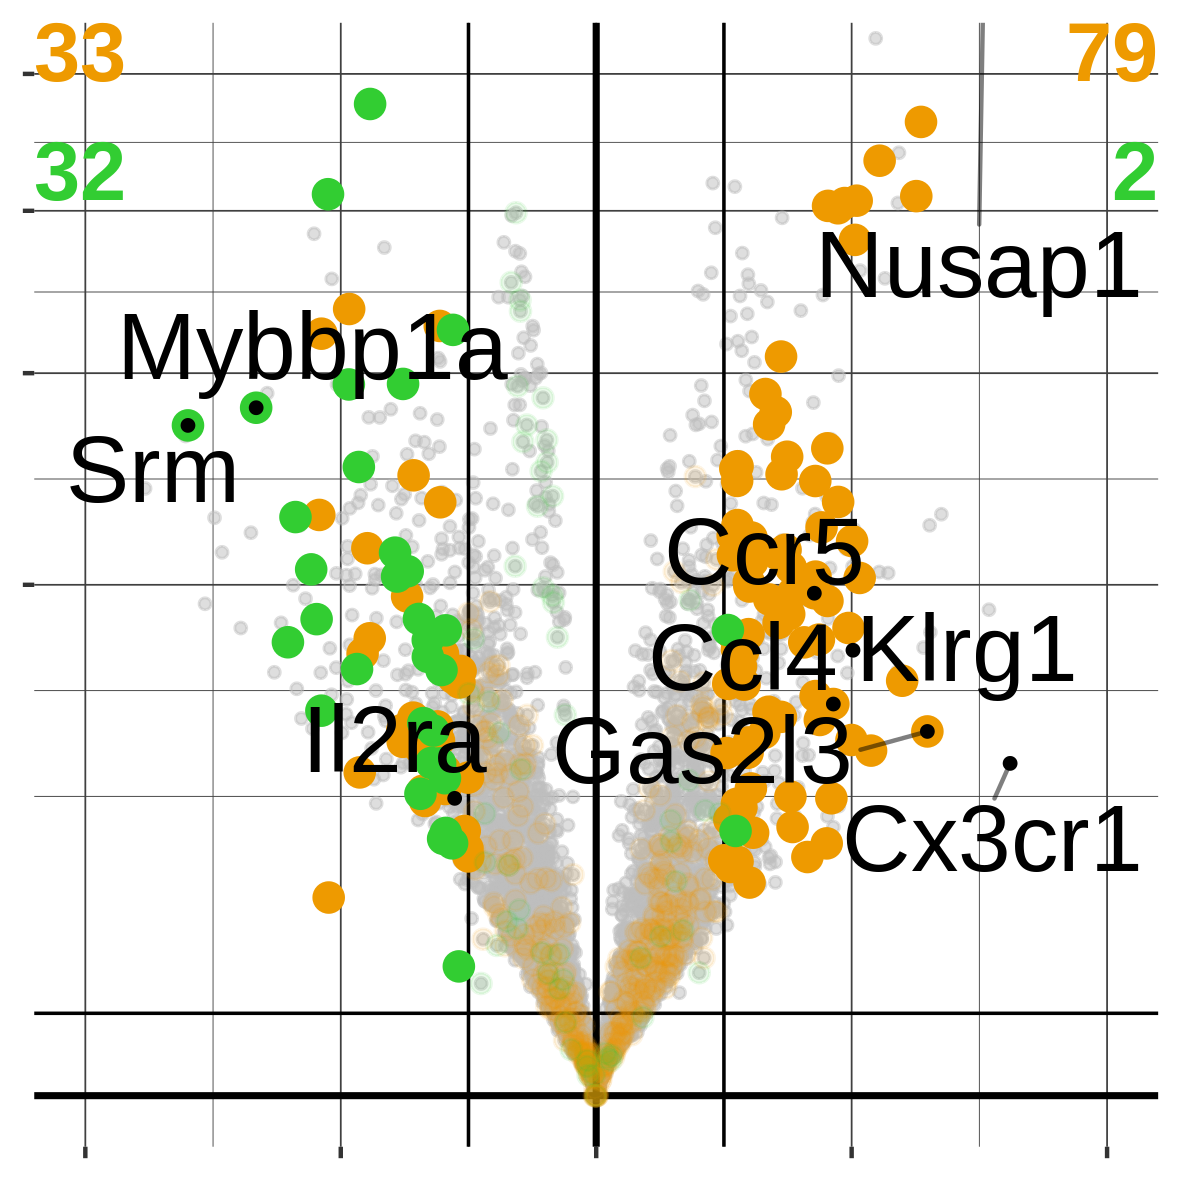 33
79
32
2
Nusap1
Mybbp1a
Srm
Ccr5
Ccl4
Klrg1
Il2ra
Gas2l3
Cx3cr1